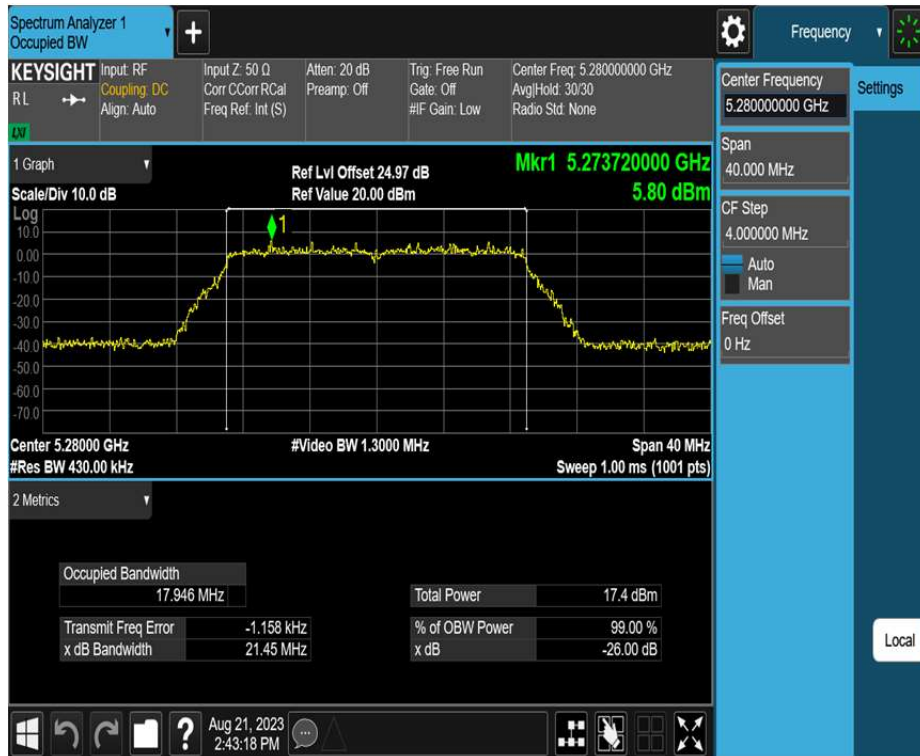 Spectrum Analyzer 1
Occupied BW
+
Frequency
KEYSIGHT
RL
LXI
Input: RF
Coupling: DC
Align: Auto
Input Z: 50 Ω
Corr CCorr RCal
Freq Ref: Int (S)
Atten: 20 dB
Preamp: Off
Trig: Free Run
Gate: Off
#IF Gain: Low
Center Freq: 5.280000000 GHz
Avg|Hold: 30/30
Radio Std: None
Center Frequency
5.280000000 GHz
Settings
Span
40.000 MHz
CF Step
4.000000 MHz
Auto
Man
Freq Offset
0 Hz
Local
1 Graph
Scale/Div 10.0 dB
Ref Lvl Offset 24.97 dB
Ref Value 20.00 dBm
Mkr1 5.273720000 GHz
5.80 dBm
Log
1
10.0
0.00
-10.0
-20.0
-30.0
-40.0
-50.0
-60.0
-70.0
Center 5.28000 GHz
#Video BW 1.3000 MHz
Span 40 MHz
#Res BW 430.00 kHz
Sweep 1.00 ms (1001 pts)
2 Metrics
Occupied Bandwidth
17.946 MHz
Total Power 17.4 dBm
Transmit Freq Error -1.158 kHz
% of OBW Power 99.00 %
x dB Bandwidth 21.45 MHz
x dB -26.00 dB
?
Aug 21, 2023
2:43:18 PM